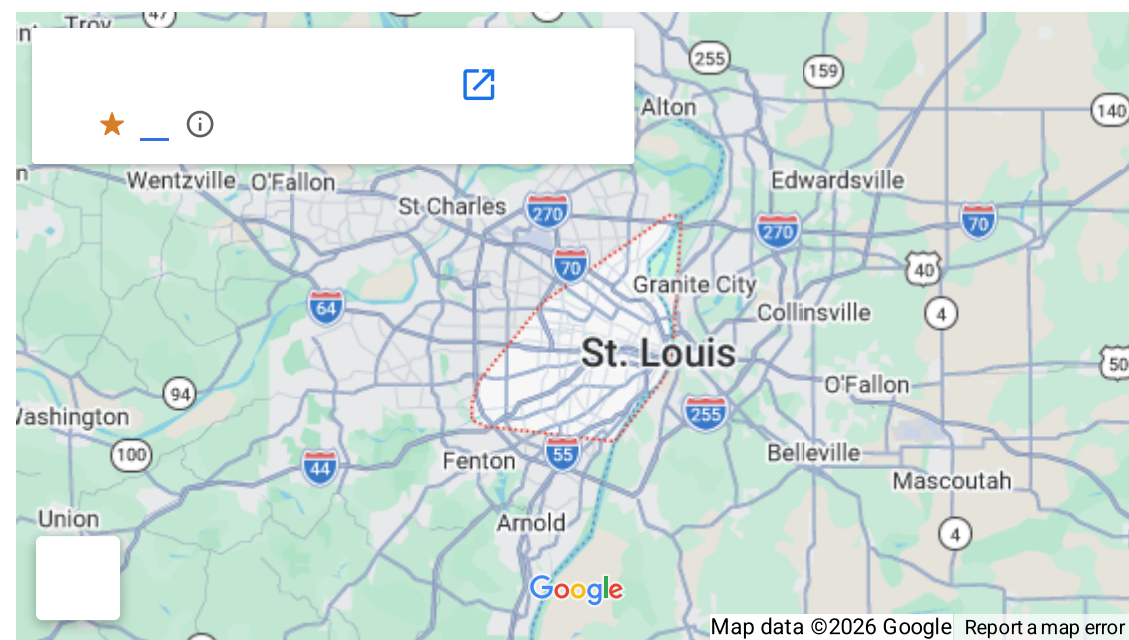 47
Troy
255
159
Alton
140
Wentzville
O'Fallon
Edwardsville
St Charles
270
270
70
70
40
Granite City
64
Collinsville
4
St. Louis
50
O'Fallon
94
255
Washington
100
44
Fenton
55
Belleville
Mascoutah
Union
Arnold
4
Google
Map data ©2026 Google
Report a map error